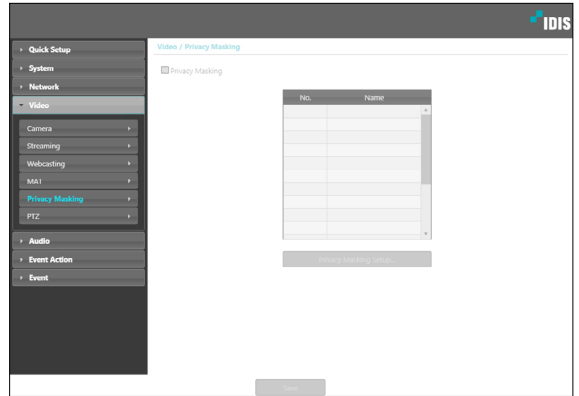 IDIS
Quick Setup
System
Network
Video
Camera
Streaming
Webcasting
MAT
Privacy Masking
PTZ
Audio
Event Action
Event
Video / Privacy Masking
Privacy Masking
No. Name
Privacy Masking Setup...
Save